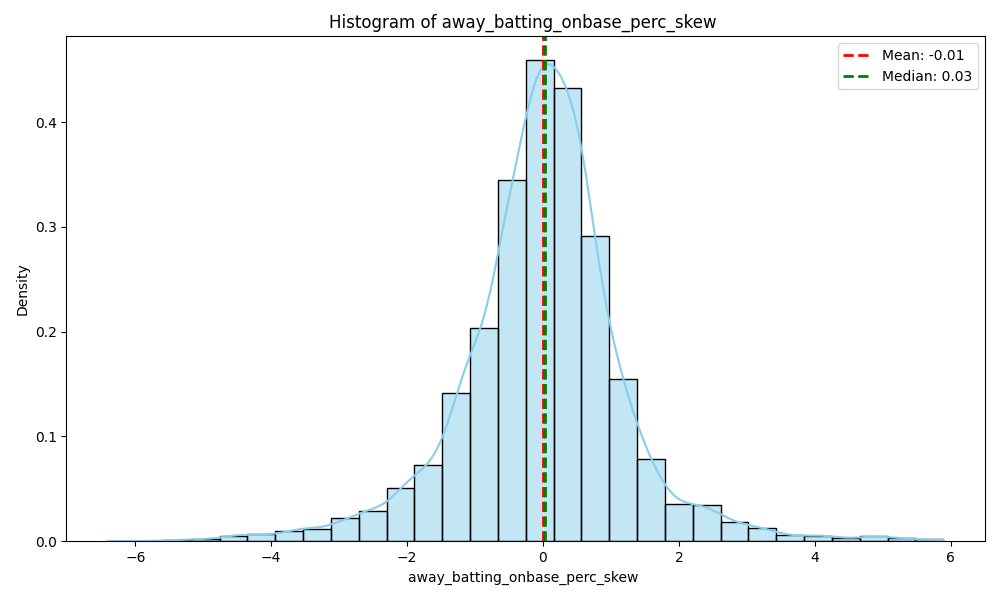 Histogram of away_batting_onbase_perc_skew
Mean: -0.01
Median: 0.03
Density
0.4
0.3
0.2
0.1
0.0
−6
−4
−2
0
2
4
6
away_batting_onbase_perc_skew